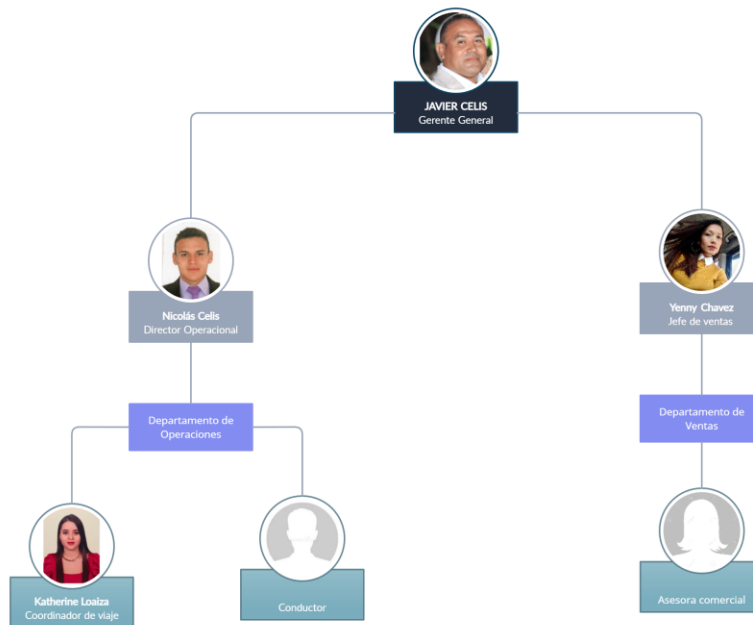 JAVIER CELIS
Gerente General
Nicolás Celis
Director Operacional
Yenny Chavez
Jefe de ventas
Departamento de
Operaciones
Departamento de
Ventas
Katherine Loaiza
Coordinador de viaje
Conductor
Asesora comercial